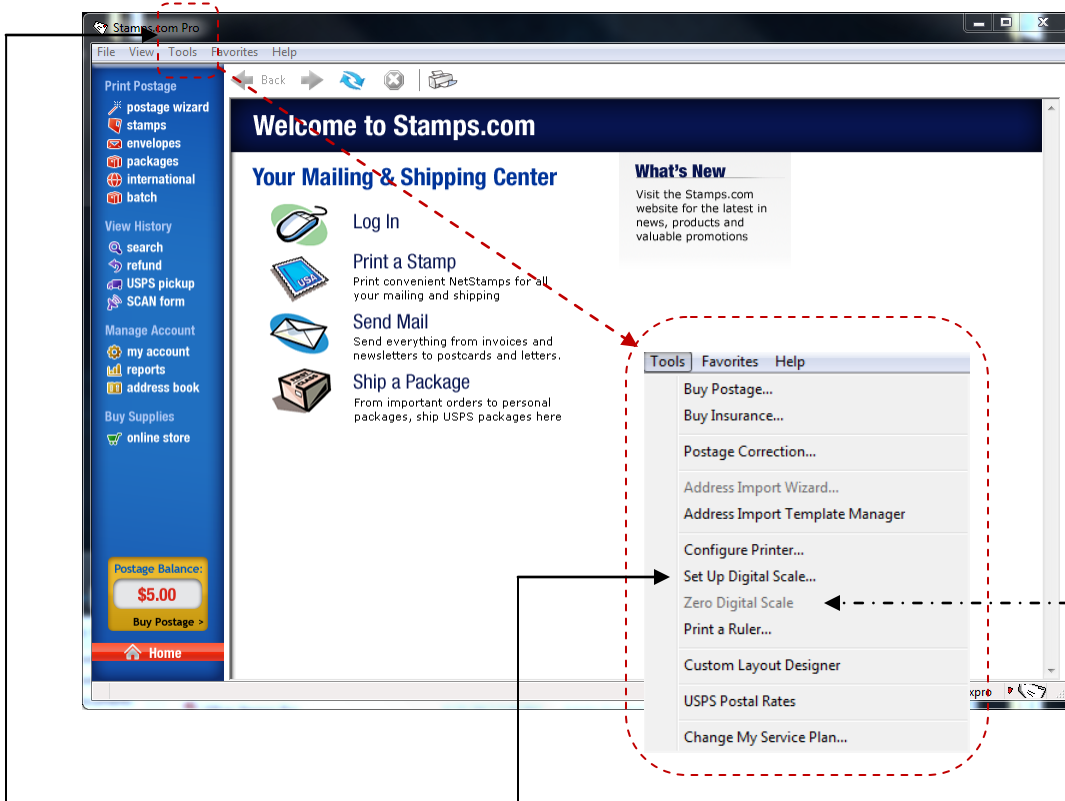 Stamps.com Pro
File View Tools Favorites Help
Print Postage
postage wizard
stamps
envelopes
packages
international
batch
View History
search
refund
USPS pickup
SCAN form
Manage Account
my account
reports
address book
Buy Supplies
online store
Postage Balance:
$5.00
Buy Postage >
Home
Back
Welcome to Stamps.com
Your Mailing & Shipping Center
Log In
Print a Stamp
Print convenient NetStamps for all
your mailing and shipping
USA
Send Mail
Send everything from invoices and
newsletters to postcards and letters.
Ship a Package
From important orders to personal
packages, ship USPS packages here
FIRST CLASS
What's New
Visit the Stamps.com
website for the latest in
news, products and
valuable promotions
Tools Favorites Help
Buy Postage...
Buy Insurance...
Postage Correction...
Address Import Wizard...
Address Import Template Manager
Configure Printer...
Set Up Digital Scale...
Zero Digital Scale
Print a Ruler...
Custom Layout Designer
USPS Postal Rates
Change My Service Plan...
xpro